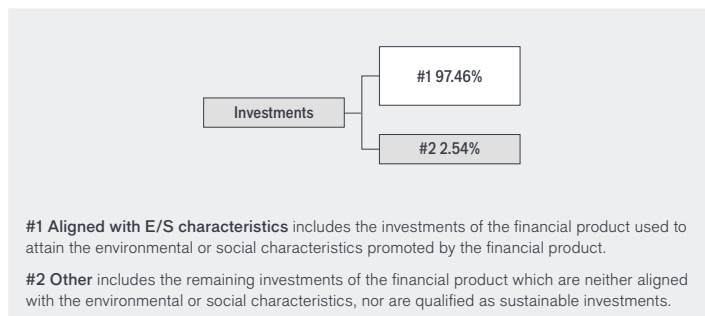 #1 97.46%
Investments
#2 2.54%
#1 Aligned with E/S characteristics includes the investments of the financial product used to
attain the environmental or social characteristics promoted by the financial product.
#2 Other includes the remaining investments of the financial product which are neither aligned
with the environmental or social characteristics, nor are qualified as sustainable investments.